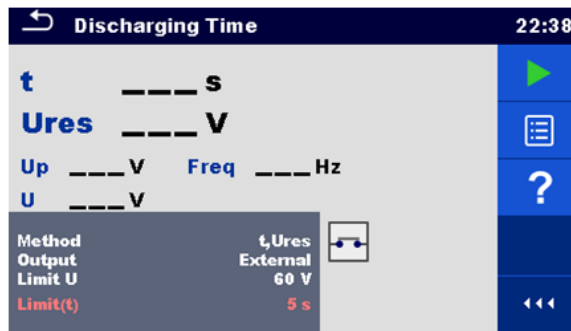 Discharging Time 22:38
t ___ s
Ures ___ V
Up ___ V Freq ___ Hz
U ___ V
?
Method t,Ures
Output External
Limit U 60 V
Limit(t) 5 s